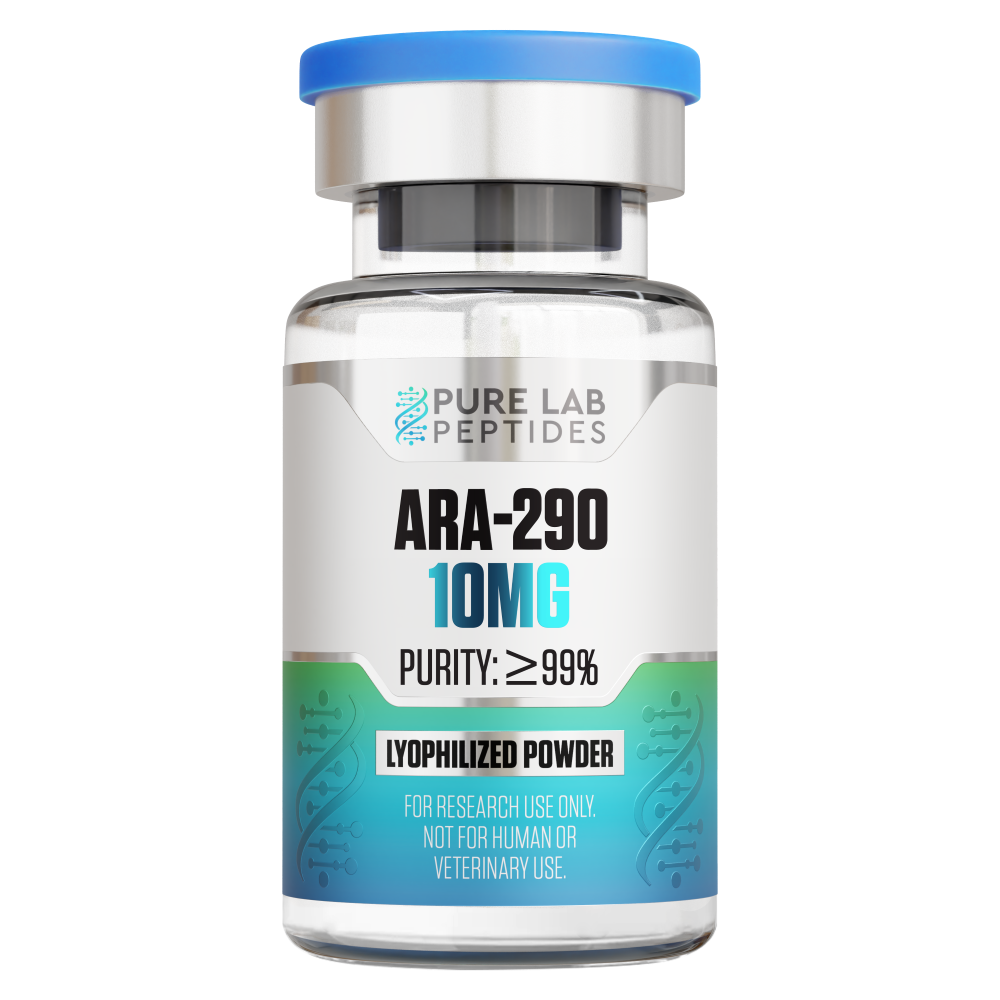 PURE LAB
PEPTIDES
ARA-290
10MG
PURITY: ≥99%
LYOPHILIZED POWDER
FOR RESEARCH USE ONLY.
NOT FOR HUMAN OR
VETERINARY USE.